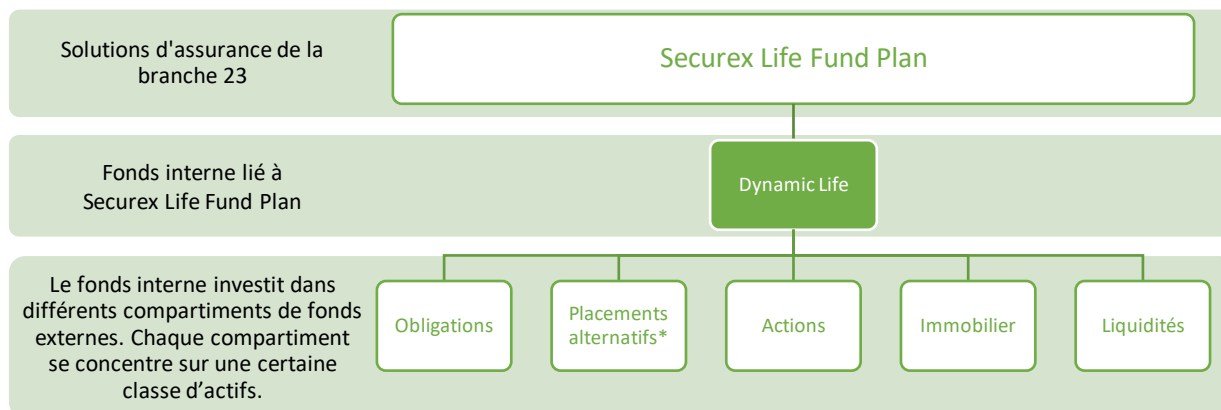 Solutions d'assurance de la
branche 23
Securex Life Fund Plan
Fonds interne lié à
Securex Life Fund Plan
Dynamic Life
Le fonds interne investit dans
différents compartiments de fonds
externes. Chaque compartiment
se concentre sur une certaine
classe d’actifs.
Obligations
Placements
alternatifs*
Actions
Immobilier
Liquidités